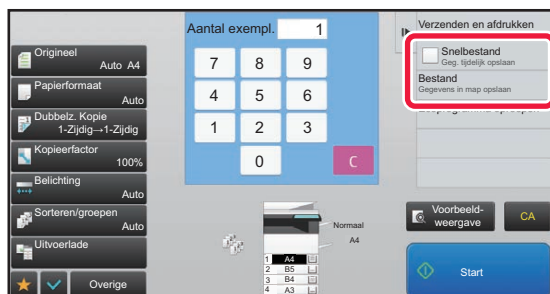 Origineel
Auto A4
Papierformaat
Auto
Dubbelz. Kopie
1-Zijdig→1-Zijdig
Kopieerfactor
100%
Belichting
Auto
Sorteren/groepen
Auto
Uitvoerlade
Overige
Aantal exempl. 1
7 8 9
4 5 6
1 2 3
0 C
Normaal
A4
1 A4
2 B5
3 B4
4 A3
Verzenden en afdrukken
Snelbestand
Geg. tijdelijk opslaan
Bestand
Gegevens in map opslaan
Voorbeeld-
weergave
CA
Start